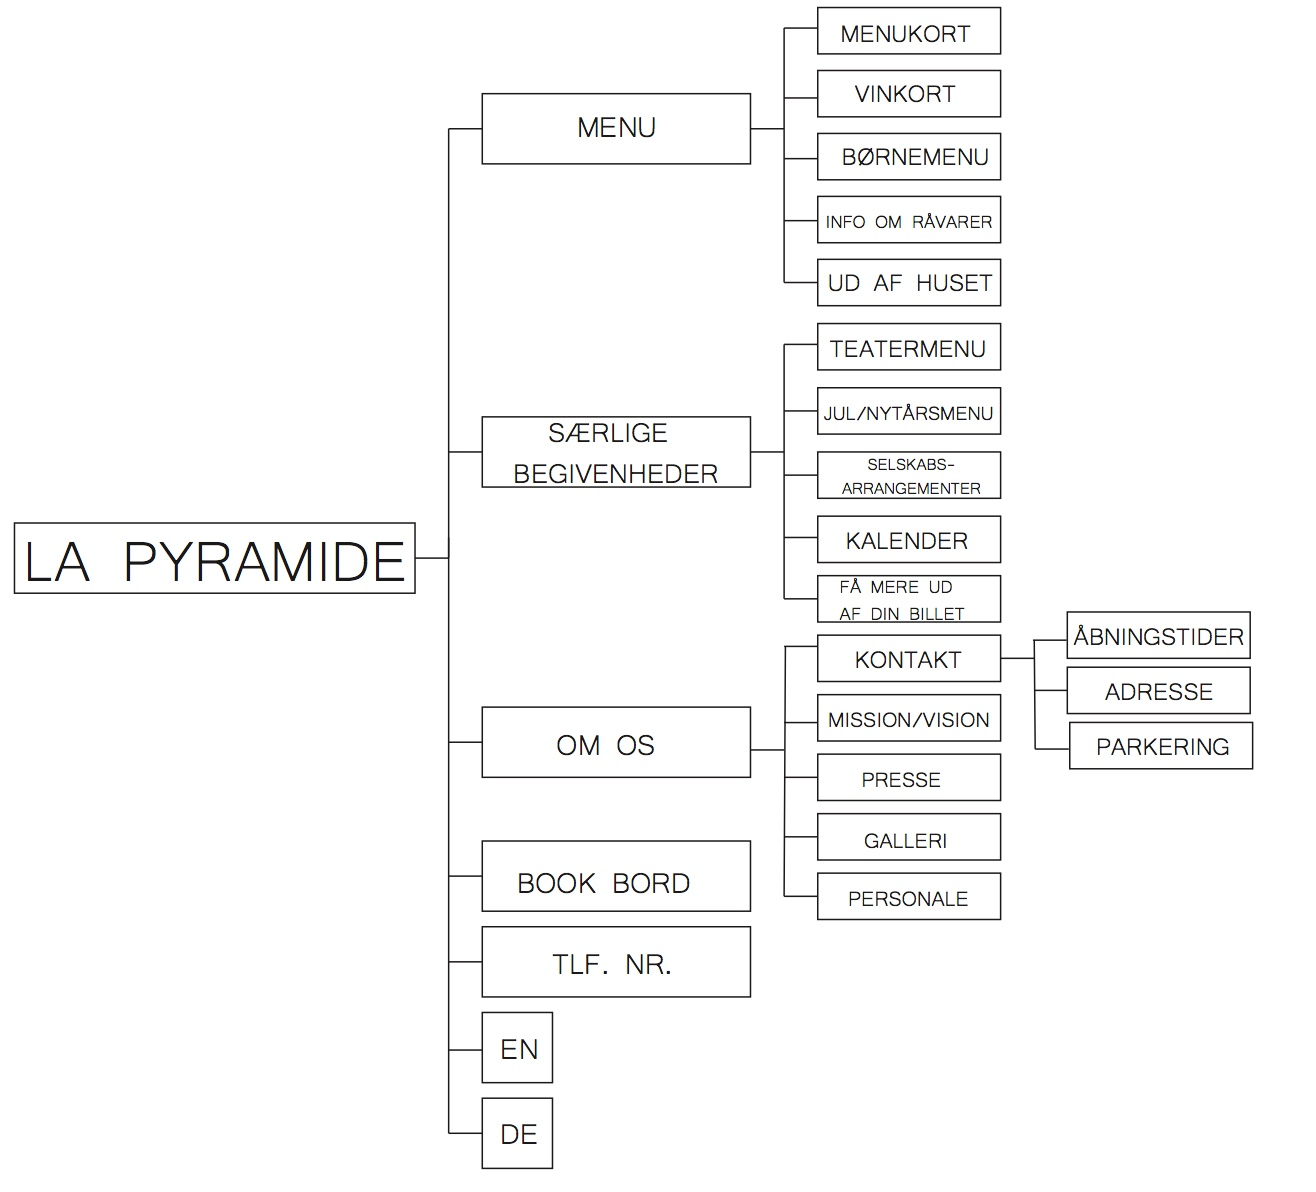 LA PYRAMIDE
MENU
MENUKORT
VINKORT
BØRNEMENU
INFO OM RÅVARER
UD AF HUSET
SÆRLIGE
BEGIVENHEDER
TEATERMENU
JUL/NYTÅRSMENU
SELSKABS-
ARRANGEMENTER
KALENDER
FÅ MERE UD
AF DIN BILLET
OM OS
KONTAKT
ÅBNINGSTIDER
ADRESSE
PARKERING
MISSION/VISION
PRESSE
GALLERI
PERSONALE
BOOK BORD
TLF. NR.
EN
DE